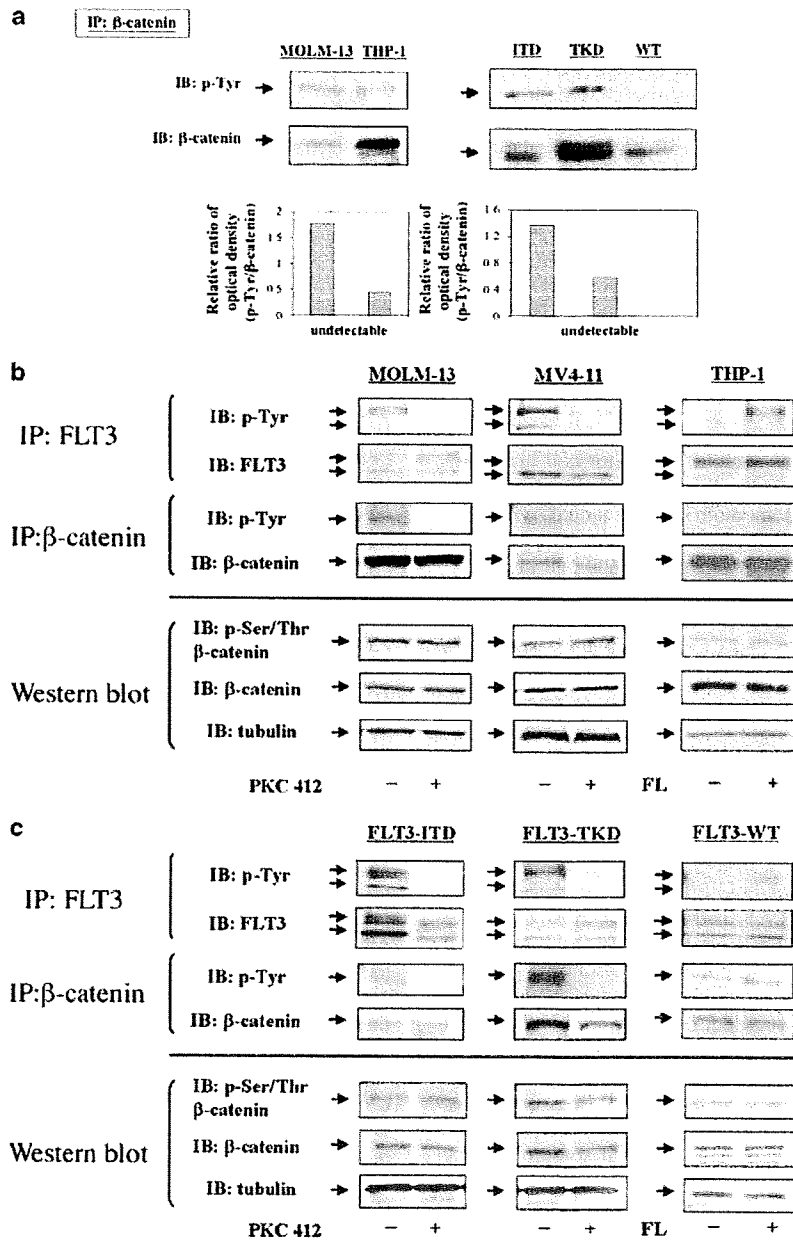 a
IP: β-catenin
MOLM-13 THP-1 ITD TKD WT
IB: p-Tyr
IB: β-catenin
Relative ratio of optical density (p-Tyr/β-catenin)
2
1.5
1
0.5
0
undetectable
Relative ratio of optical density (p-Tyr/β-catenin)
1.6
1.2
0.8
0.4
0
undetectable
b
MOLM-13 MV4-11 THP-1
IP: FLT3
IB: p-Tyr
IB: FLT3
IP:β-catenin
IB: p-Tyr
IB: β-catenin
Western blot
IB: p-Ser/Thr
β-catenin
IB: β-catenin
IB: tubulin
PKC 412 − + − + FL − +
c
FLT3-ITD FLT3-TKD FLT3-WT
IP: FLT3
IB: p-Tyr
IB: FLT3
IP:β-catenin
IB: p-Tyr
IB: β-catenin
Western blot
IB: p-Ser/Thr
β-catenin
IB: β-catenin
IB: tubulin
PKC 412 − + − + FL − +